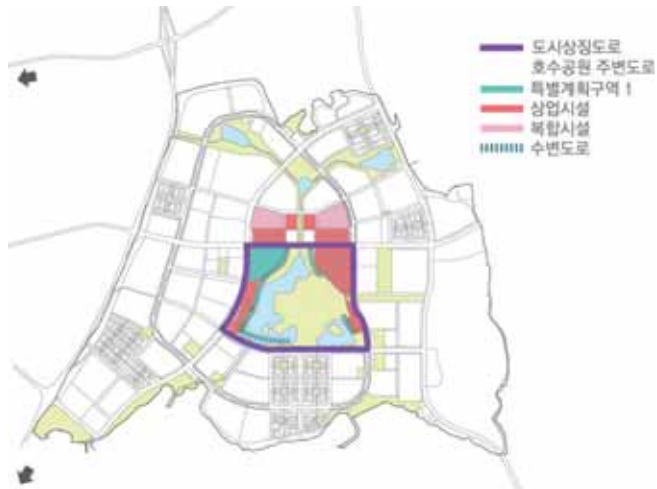 도시상징도로
호수공원 주변도로
특별계획구역 1
상업시설
복합시설
수변도로